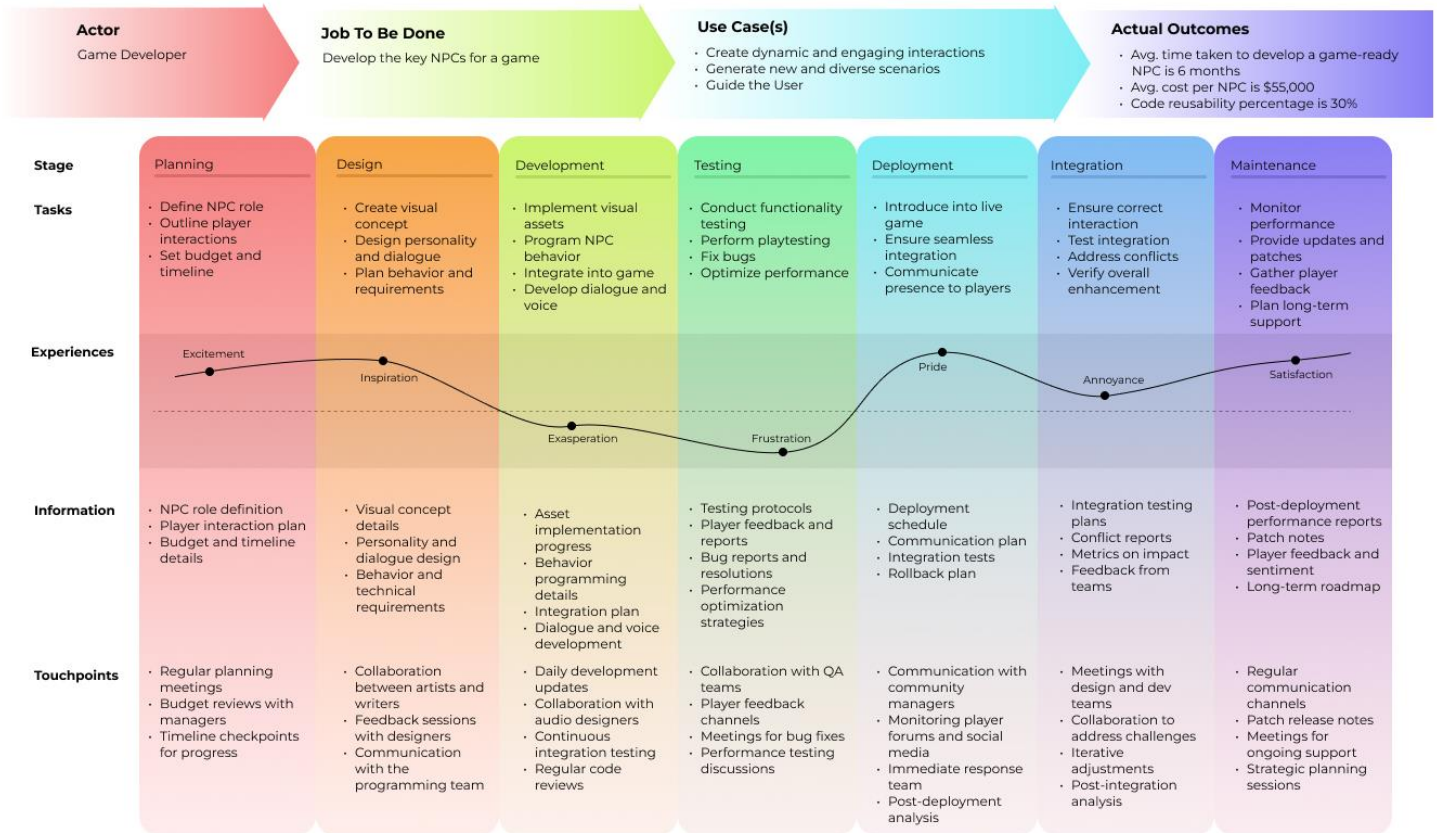 Actor
Game Developer
Job To Be Done
Develop the key NPCs for a game
Use Case(s)
• Create dynamic and engaging interactions
• Generate new and diverse scenarios
• Guide the User
Actual Outcomes
• Avg. time taken to develop a game-ready
NPC is 6 months
• Avg. cost per NPC is $55,000
• Code reusability percentage is 30%
Stage
Planning
Design
Development
Testing
Deployment
Integration
Maintenance
Tasks
• Define NPC role
• Outline player
interactions
• Set budget and
timeline
• Create visual
concept
• Design personality
and dialogue
• Plan behavior and
requirements
• Implement visual
assets
• Program NPC
behavior
• Integrate into game
• Develop dialogue and
voice
• Conduct functionality
testing
• Perform playtesting
• Fix bugs
• Optimize performance
• Introduce into live
game
• Ensure seamless
integration
• Communicate
presence to players
• Ensure correct
interaction
• Test integration
• Address conflicts
• Verify overall
enhancement
• Monitor
performance
• Provide updates and
patches
• Gather player
feedback
• Plan long-term
support
Experiences
Excitement
Inspiration
Exasperation
Frustration
Pride
Annoyance
Satisfaction
Information
• NPC role definition
• Player interaction plan
• Budget and timeline
details
• Visual concept
details
• Personality and
dialogue design
• Behavior and
technical
requirements
• Asset
implementation
progress
• Behavior
programming
details
• Integration plan
• Dialogue and voice
development
• Testing protocols
• Player feedback and
reports
• Bug reports and
resolutions
• Performance
optimization
strategies
• Deployment
schedule
• Communication plan
• Integration tests
• Rollback plan
• Integration testing
plans
• Conflict reports
• Metrics on impact
• Feedback from
teams
• Post-deployment
performance reports
• Patch notes
• Player feedback and
sentiment
• Long-term roadmap
Touchpoints
• Regular planning
meetings
• Budget reviews with
managers
• Timeline checkpoints
for progress
• Collaboration
between artists and
writers
• Feedback sessions
with designers
• Communication
with the
programming team
• Daily development
updates
• Collaboration with
audio designers
• Continuous
integration testing
• Regular code
reviews
• Collaboration with QA
teams
• Player feedback
channels
• Meetings for bug fixes
• Performance testing
discussions
• Communication with
community
managers
• Monitoring player
forums and social
media
• Immediate response
team
• Post-deployment
analysis
• Meetings with
design and dev
teams
• Collaboration to
address challenges
• Iterative
adjustments
• Post-integration
analysis
• Regular
communication
channels
• Patch release notes
• Meetings for
ongoing support
• Strategic planning
sessions